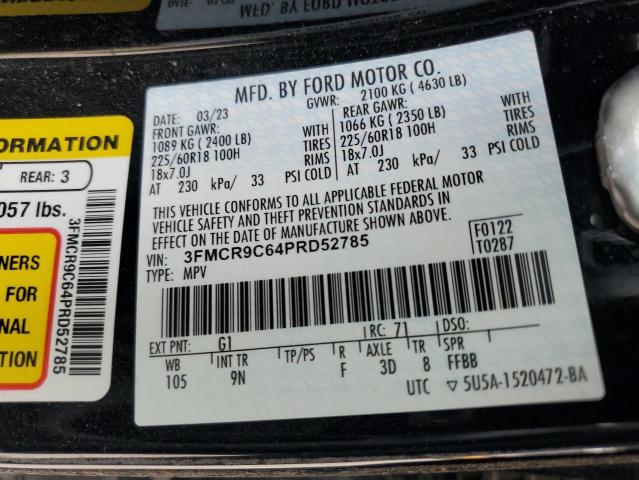 MFD. BY FORD MOTOR CO.
DATE: 03/23 GVWR: 2100 KG ( 4630 LB)
FRONT GAWR: REAR GAWR:
1089 KG ( 2400 LB) WITH 1066 KG ( 2350 LB) WITH
225/60R18 100H TIRES 225/60R18 100H TIRES
18x7.0J RIMS 18x7.0J RIMS
AT 230 kPa/ 33 PSI COLD AT 230 kPa/ 33 PSI COLD
THIS VEHICLE CONFORMS TO ALL APPLICABLE FEDERAL MOTOR
VEHICLE SAFETY AND THEFT PREVENTION STANDARDS IN
EFFECT ON THE DATE OF MANUFACTURE SHOWN ABOVE.
VIN: 3FMCR9C64PRD52785 F0122
TYPE: MPV T0287
EXT PNT: G1 RC: 71 DSO:
WB INT TR TP/PS R AXLE TR SPR
105 9N F 3D 8 FFBB
UTC ▽ 5U5A-1520472-BA
ORMATION
REAR: 3
057 lbs.
NERS
FOR
NAL
TION
3FMCR9C64PRD52785